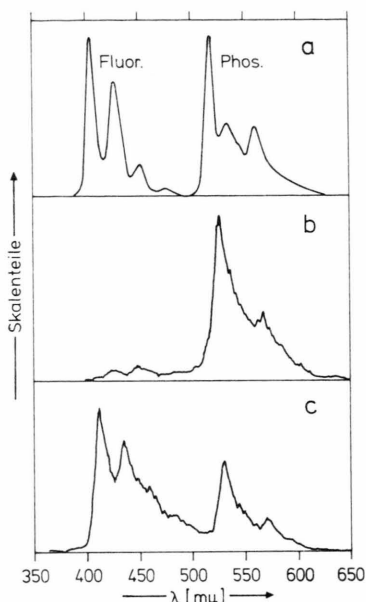 a
Fluor.
Phos.
b
c
Skalenteile
350 400 450 500 550 600 650
λ [mμ]